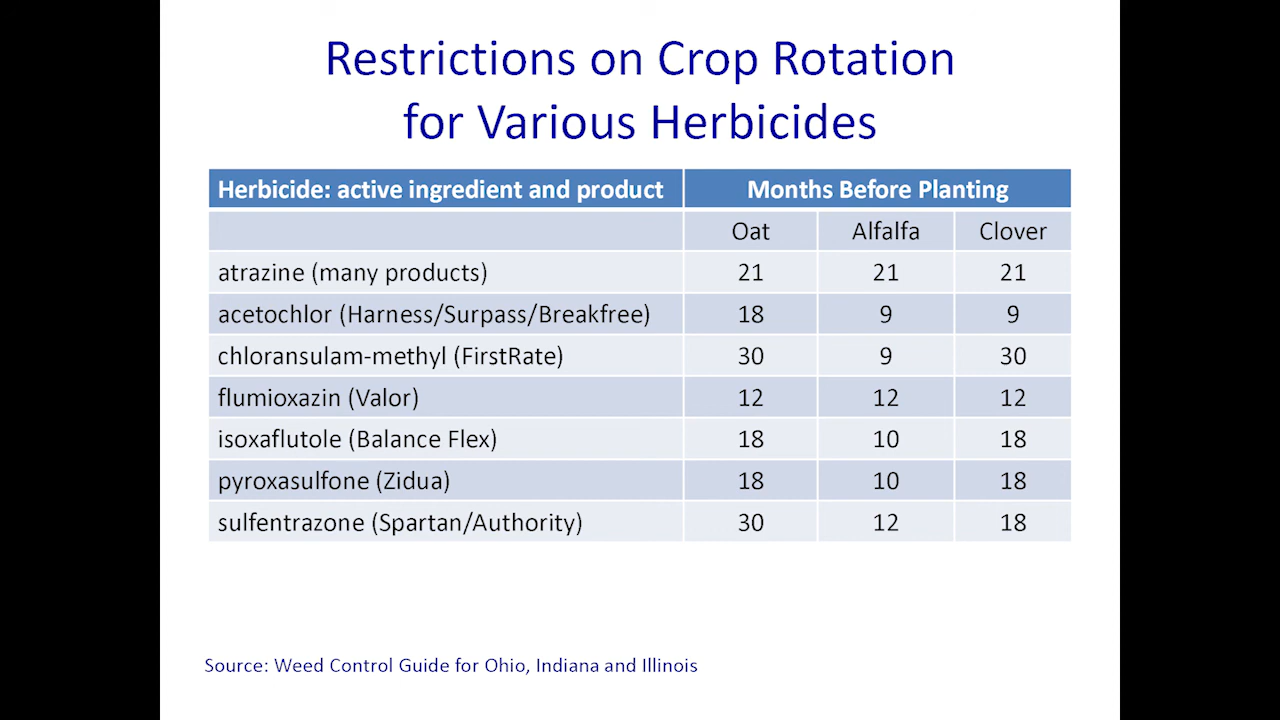 Restrictions on Crop Rotation
for Various Herbicides
Herbicide: active ingredient and product Months Before Planting
Oat Alfalfa Clover
atrazine (many products) 21 21 21
acetochlor (Harness/Surpass/Breakfree) 18 9 9
chloransulam-methyl (FirstRate) 30 9 30
flumioxazin (Valor) 12 12 12
isoxaflutole (Balance Flex) 18 10 18
pyroxasulfone (Zidua) 18 10 18
sulfentrazone (Spartan/Authority) 30 12 18
Source: Weed Control Guide for Ohio, Indiana and Illinois